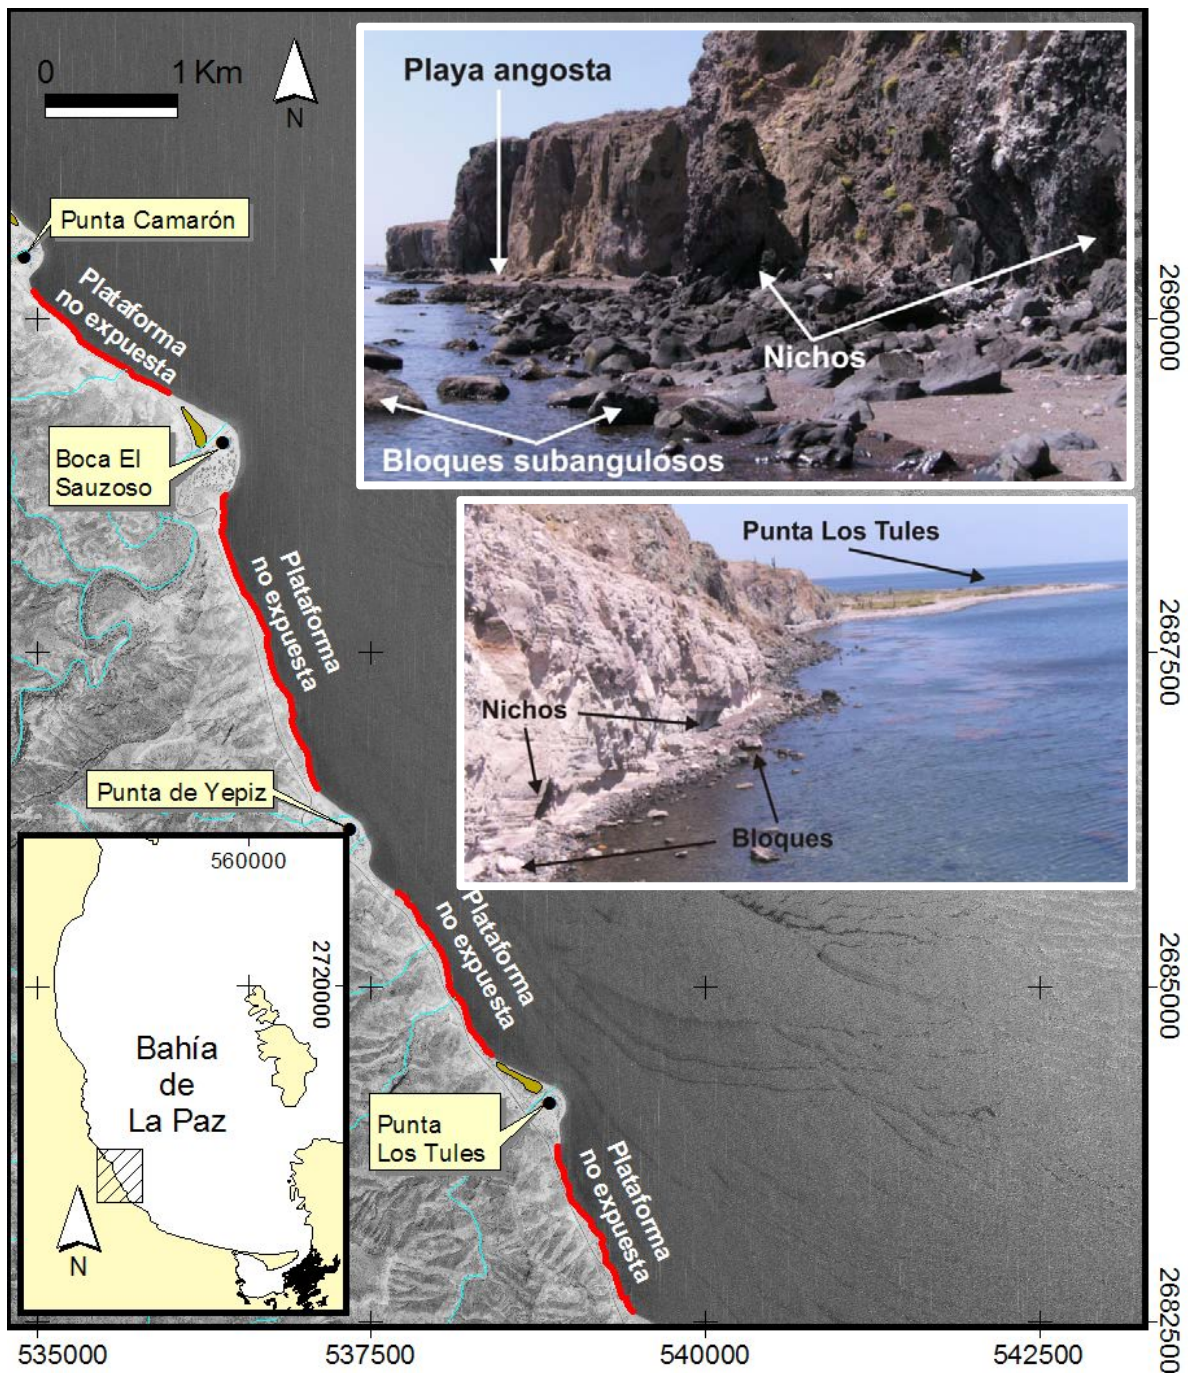 0
1 Km
N
Punta Camarón
Plataforma
no expuesta
Boca El
Sauzoso
Plataforma
no expuesta
Punta de Yepiz
Plataforma
no expuesta
Punta
Los Tules
Plataforma
no expuesta
Playa angosta
Nichos
Bloques subangulosos
Punta Los Tules
Nichos
Bloques
560000
2720000
Bahía
de
La Paz
N
2690000
2687500
2685000
2682500
535000
537500
540000
542500